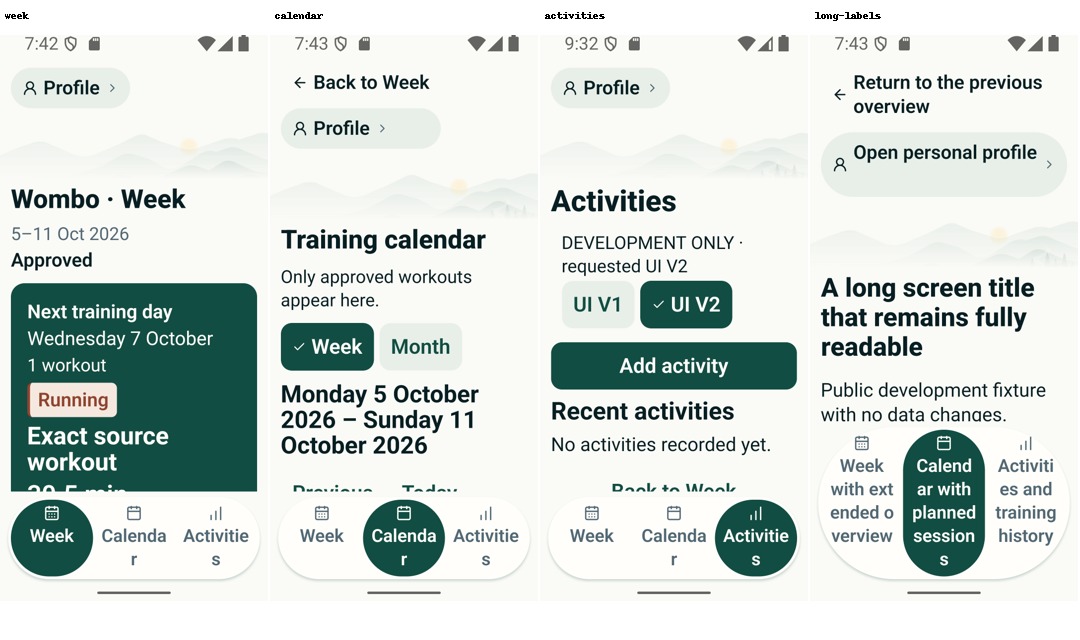 week
7:42
Profile
Wombo · Week
5–11 Oct 2026
Approved
Next training day
Wednesday 7 October
1 workout
Running
Exact source
workout
Week
Calenda
r
Activitie
s
calendar
7:43
Back to Week
Profile
Training calendar
Only approved workouts
appear here.
Week
Month
Monday 5 October
2026 – Sunday 11
October 2026
Previous
Today
Week
Calenda
r
Activitie
s
activities
9:32
Profile
Activities
DEVELOPMENT ONLY ·
requested UI V2
UI V1
UI V2
Add activity
Recent activities
No activities recorded yet.
Back to Week
Week
Calenda
r
Activitie
s
long-labels
7:43
Return to the previous
overview
Open personal profile
A long screen title
that remains fully
readable
Public development fixture
with no data changes.
Week
with ext
ended o
verview
Calend
ar with
planned
session
s
Activiti
es and
training
history